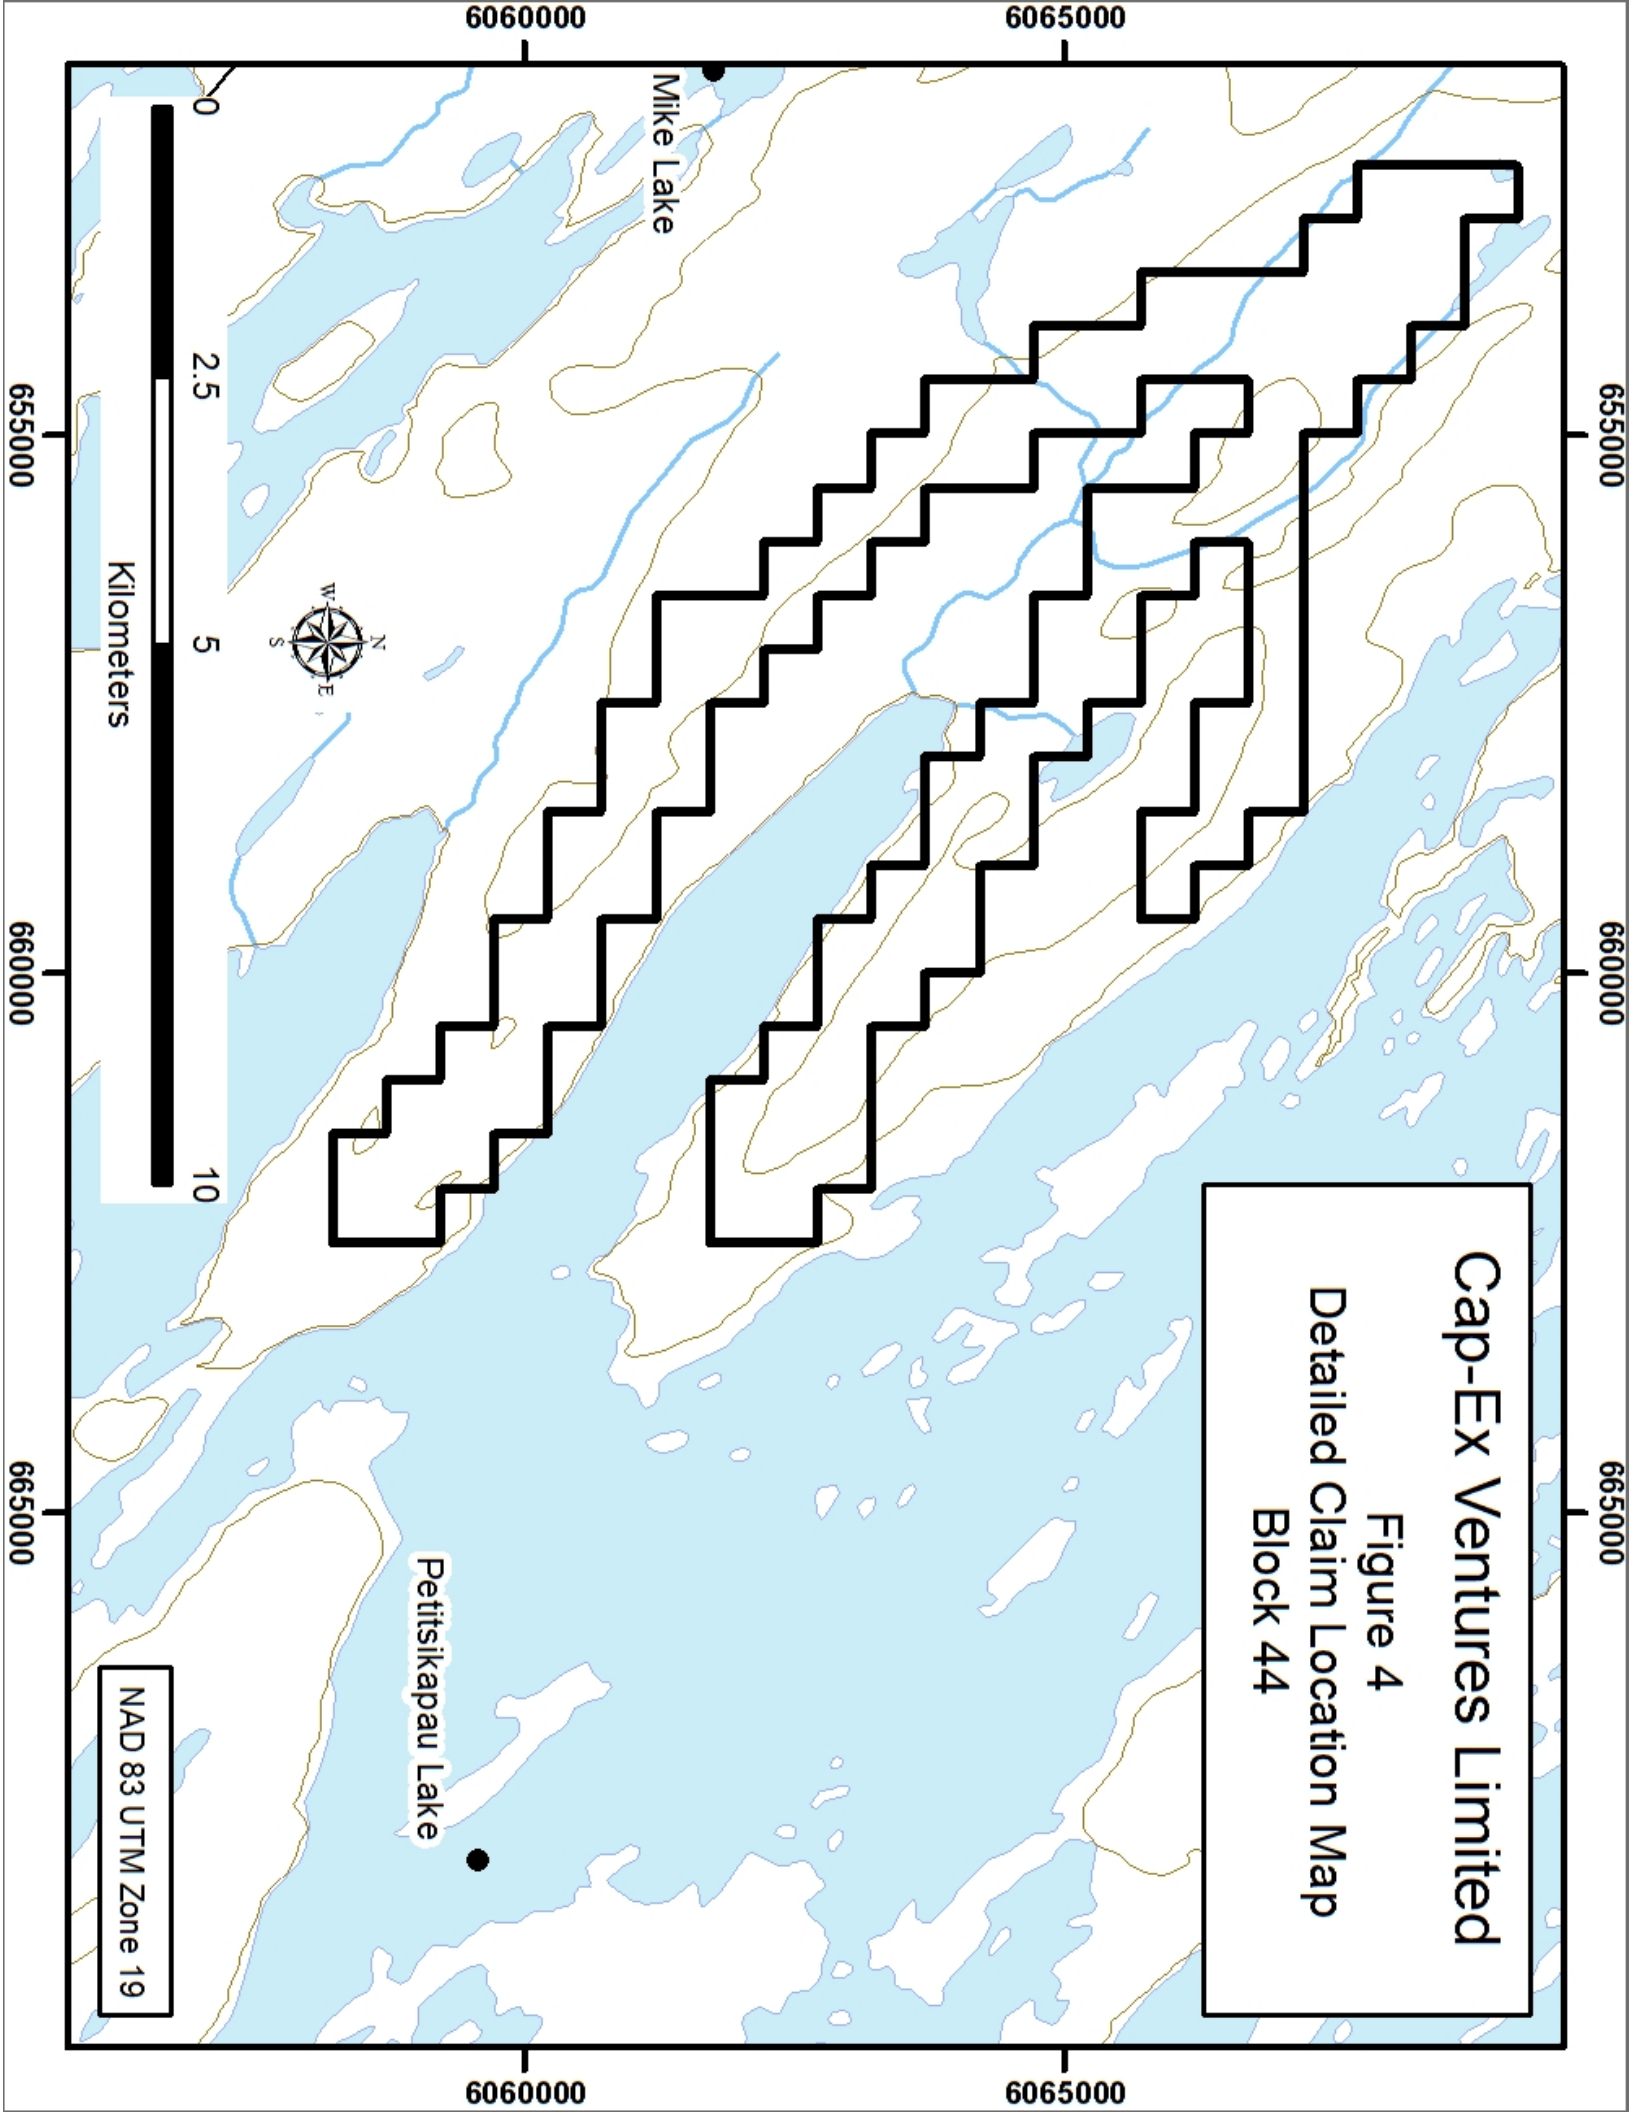 Cap-Ex Ventures Limited
Figure 4
Detailed Claim Location Map
Block 44
655000
660000
665000
6065000
6065000
6060000
6060000
Mike Lake
Petitsikapau Lake
N
W
E
S
0
2.5
5
10
Kilometers
NAD 83 UTM Zone 19
655000
660000
665000